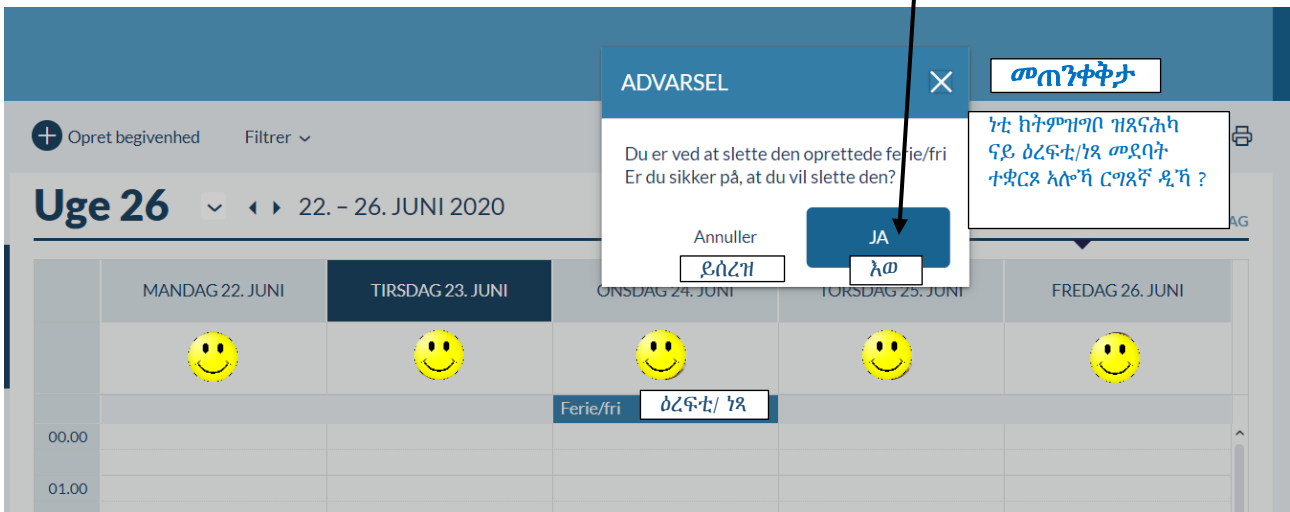 ADVARSEL
መጠንቀቅታ
Opret begivenhed
Filtrer
Du er ved at slette den oprettede ferie/fri
Er du sikker på, at du vil slette den?
ነቲ ክትምዝግቦ ዝጸናሕካ
ናይ ዕረፍቲ/ነጻ መደባት
ተቋርጾ ኣሎኻ ርግጸኛ ዲኻ ?
Uge 26
22. – 26. JUNI 2020
AG
Annuller
JA
ይሰረዝ
እወ
MANDAG 22. JUNI
TIRSDAG 23. JUNI
ONSDAG 24. JUNI
TORSDAG 25. JUNI
FREDAG 26. JUNI
Ferie/fri
ዕረፍቲ/ ነጻ
00.00
01.00